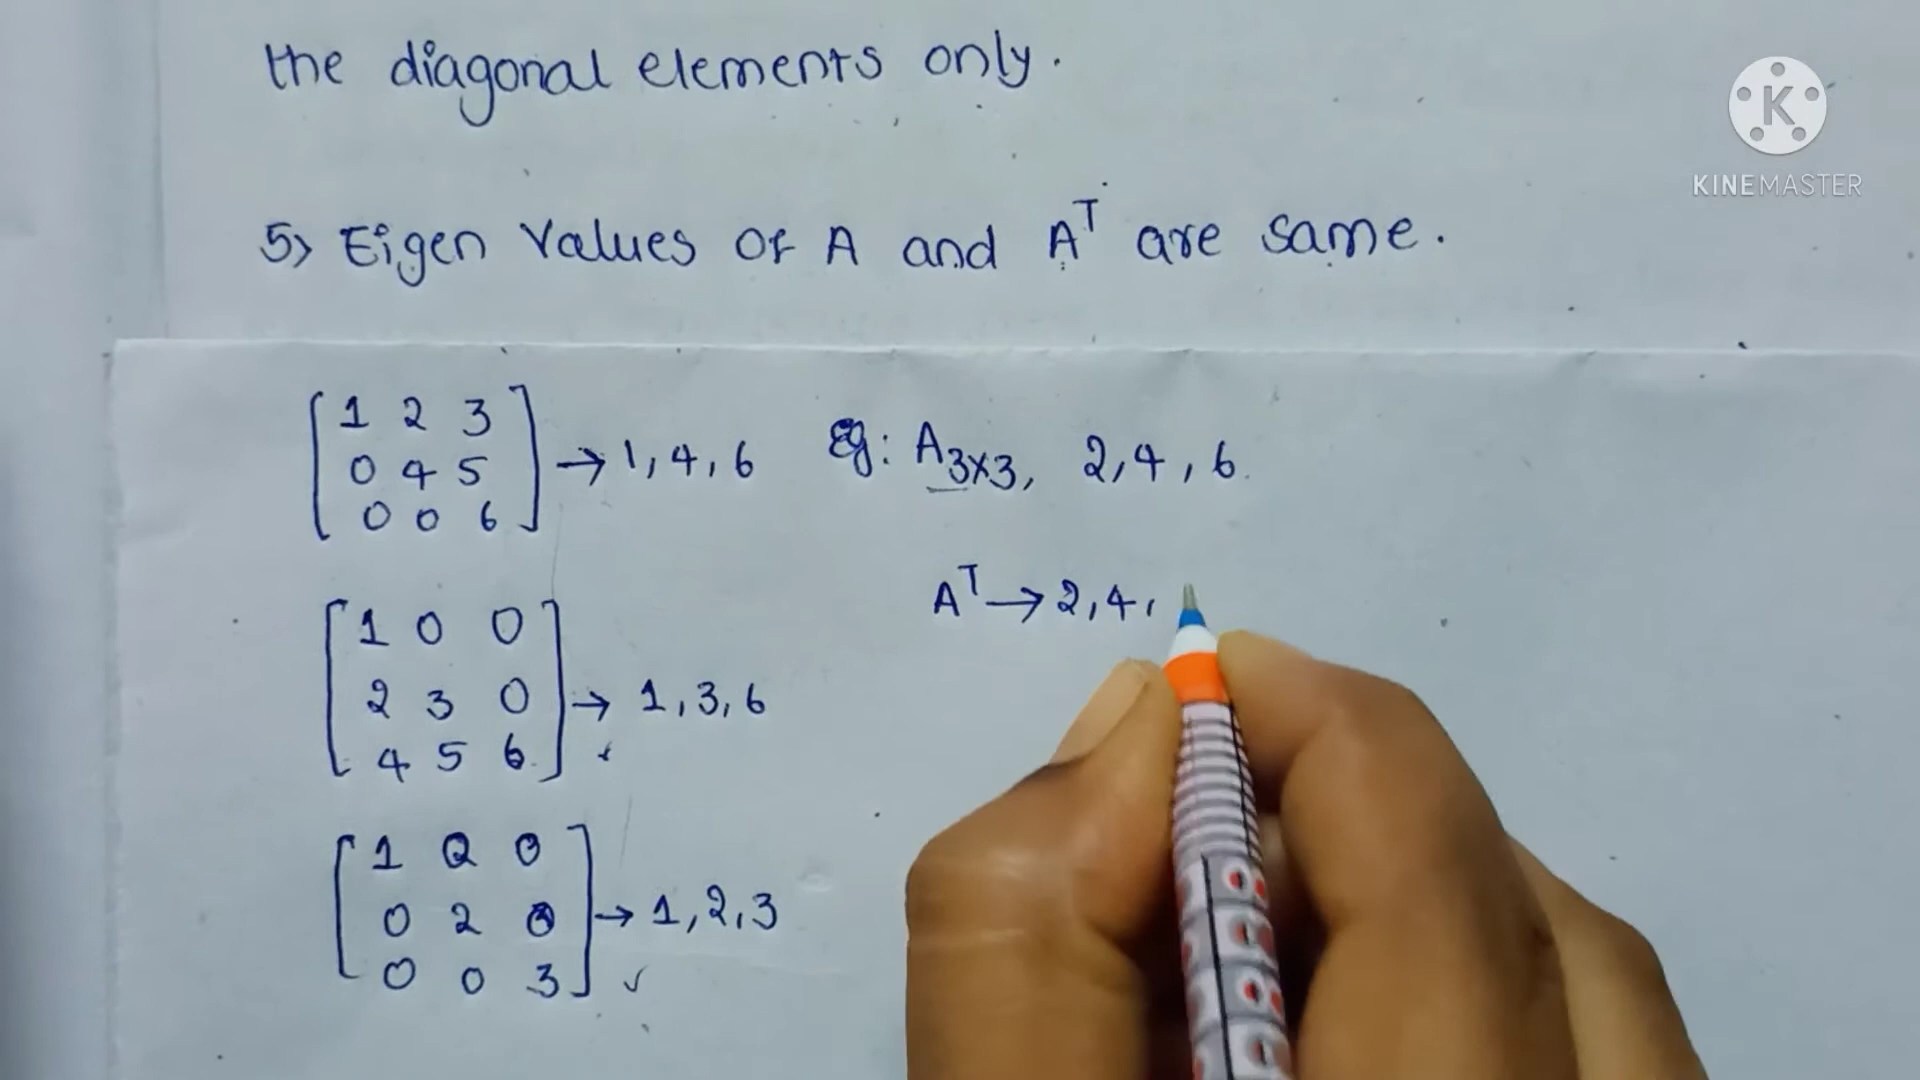 the diagonal elements only.
5) Eigen Values of A and A^T are same.
[1 2 3
0 4 5
0 0 6] → 1, 4, 6
Eg: A3×3, 2, 4, 6.
A^T → 2, 4,
[1 0 0
2 3 0
4 5 6] → 1, 3, 6
[1 0 0
0 2 0
0 0 3] → 1, 2, 3 ✓
K
KINEMASTER